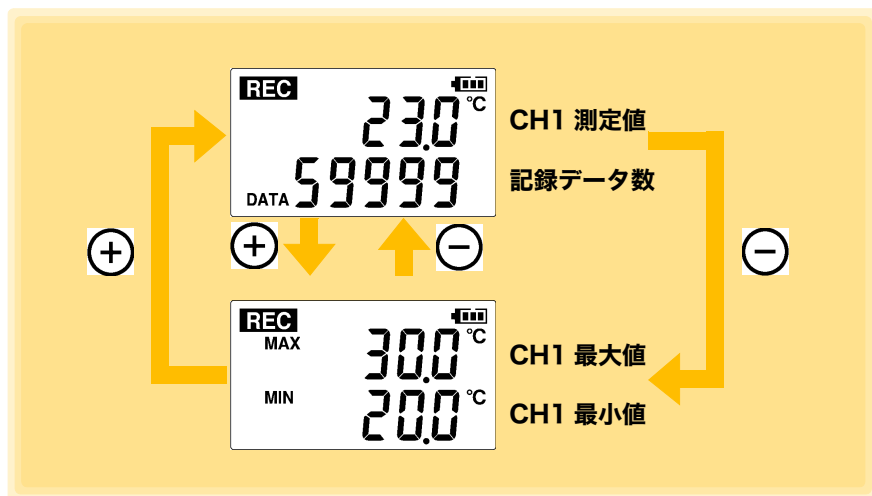 REC
23.0 ℃ CH1 測定値
DATA 59999 記録データ数
+ + − −
REC
MAX 30.0 ℃ CH1 最大値
MIN 20.0 ℃ CH1 最小値